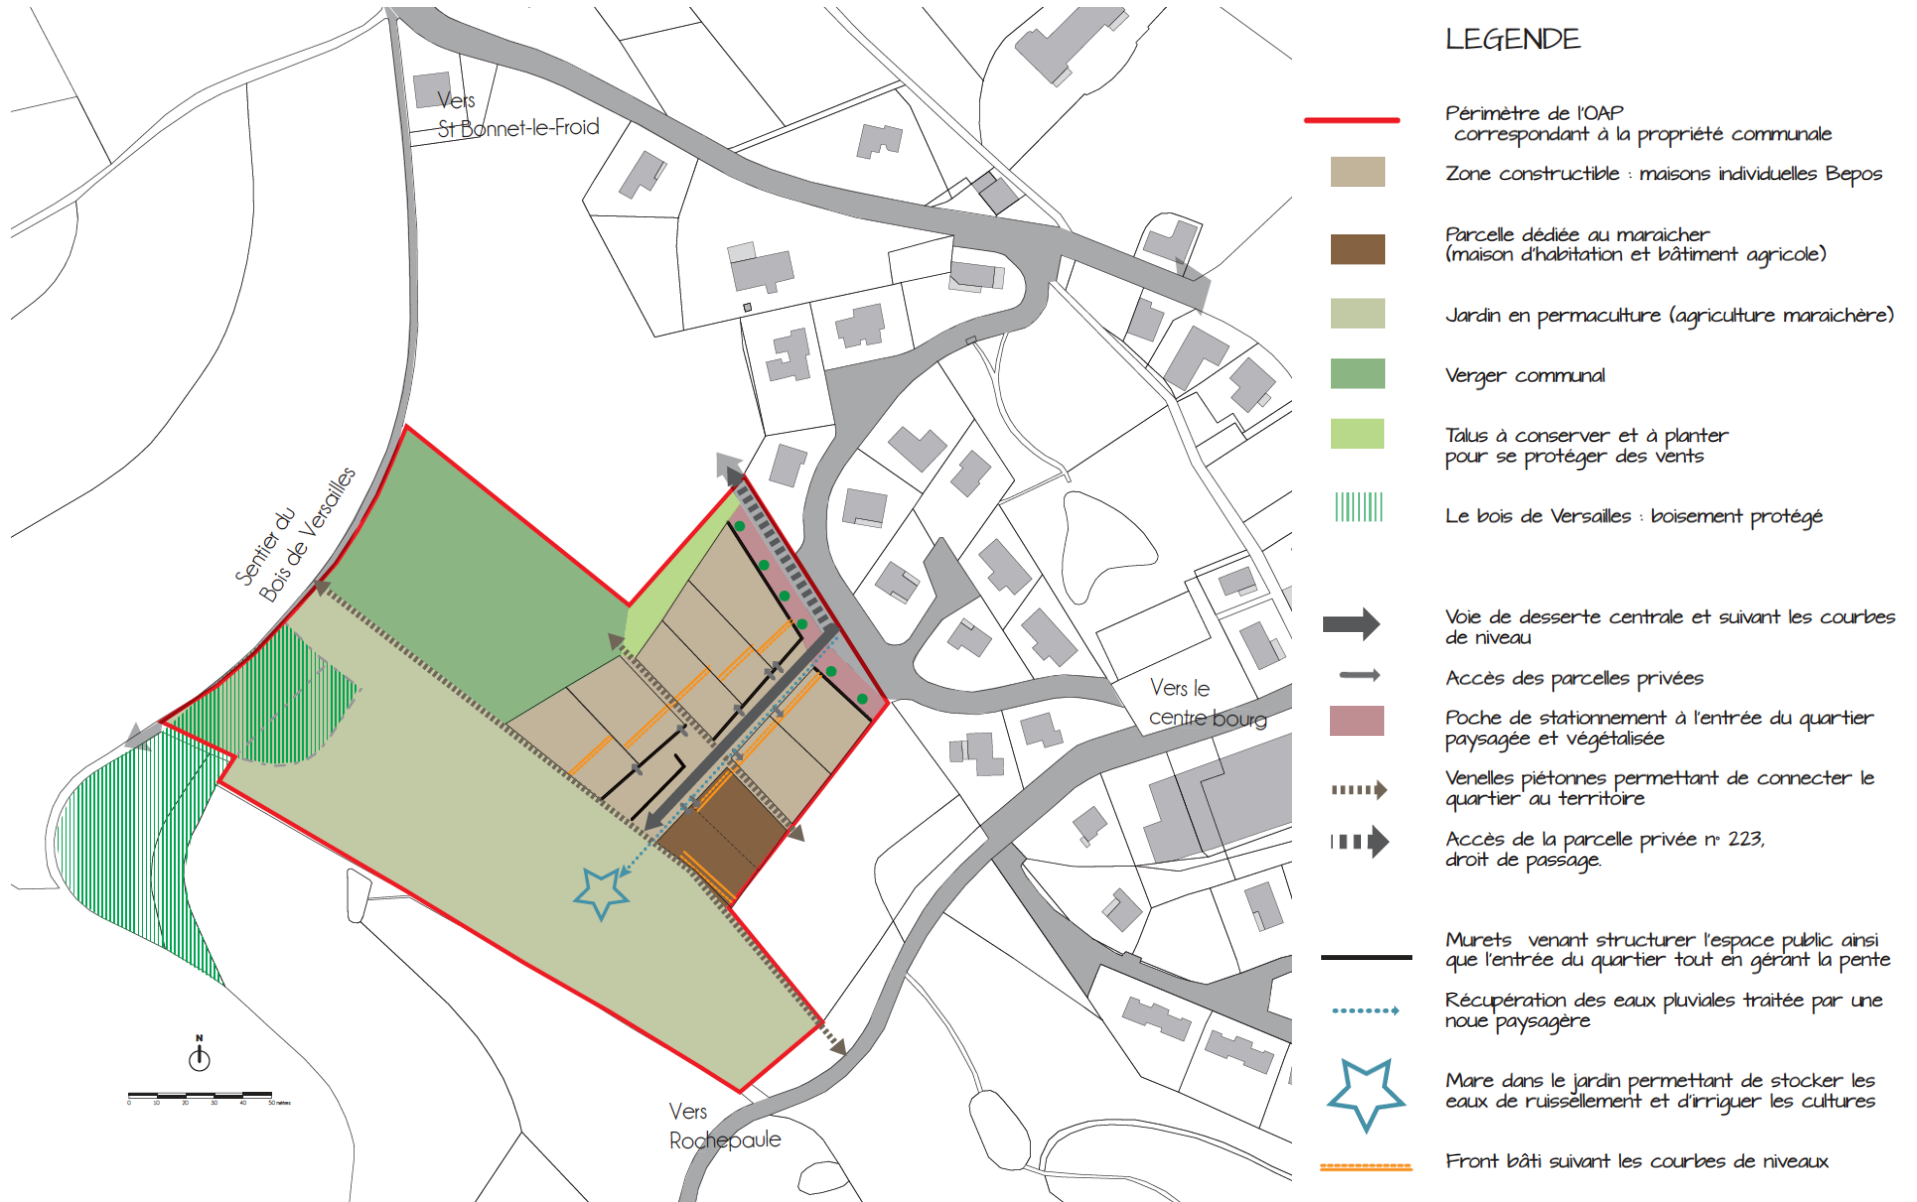 Vers
St Bonnet-le-Froid
Sentier du
Bois de Versailles
Vers le
centre bourg
Vers
Rochepaule
N
0 10 20 30 40 50 mètres
LEGENDE
Périmètre de l'OAP
correspondant à la propriété communale
Zone constructible : maisons individuelles Bepos
Parcelle dédiée au maraicher
(maison d'habitation et bâtiment agricole)
Jardin en permaculture (agriculture maraichère)
Verger communal
Talus à conserver et à planter
pour se protéger des vents
Le bois de Versailles : boisement protégé
Voie de desserte centrale et suivant les courbes
de niveau
Accès des parcelles privées
Poche de stationnement à l'entrée du quartier
paysagée et végétalisée
Venelles piétonnes permettant de connecter le
quartier au territoire
Accès de la parcelle privée n° 223,
droit de passage.
Murets venant structurer l'espace public ainsi
que l'entrée du quartier tout en gérant la pente
Récupération des eaux pluviales traitée par une
noue paysagère
Mare dans le jardin permettant de stocker les
eaux de ruissellement et d'irriguer les cultures
Front bâti suivant les courbes de niveaux